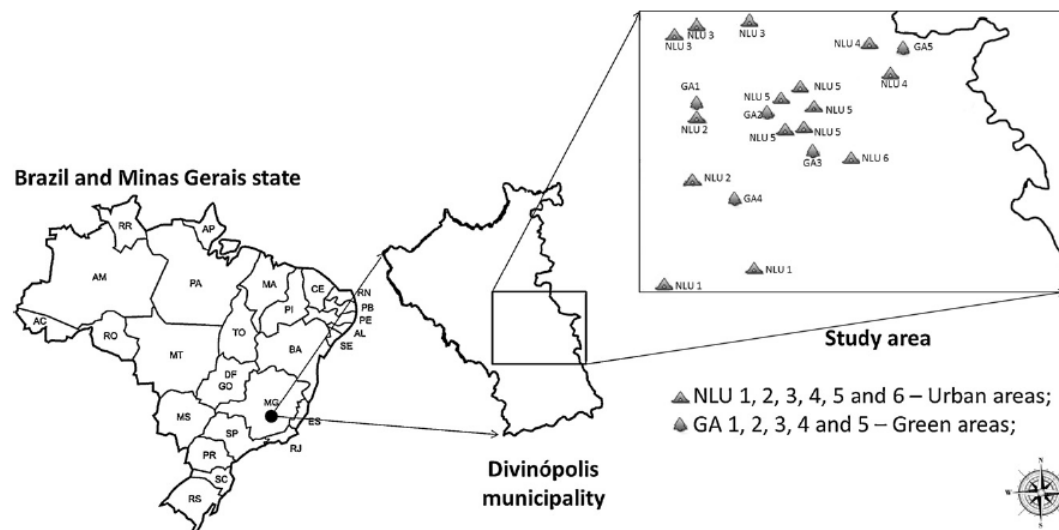 NLU 3
NLU 3
NLU 3
NLU 4
GA5
NLU 4
GA1
NLU 5
NLU 5
GA2
NLU 5
NLU 2
NLU 5
NLU 5
GA3
NLU 6
NLU 2
GA4
NLU 1
NLU 1
Study area
Brazil and Minas Gerais state
RR
AP
AM
PA
MA
CE
RN
PB
PE
AL
SE
PI
AC
RO
TO
BA
MT
DF
GO
MG
ES
MS
SP
RJ
PR
SC
RS
Divinópolis
municipality
NLU 1, 2, 3, 4, 5 and 6 – Urban areas;
GA 1, 2, 3, 4 and 5 – Green areas;
N
W
E
S